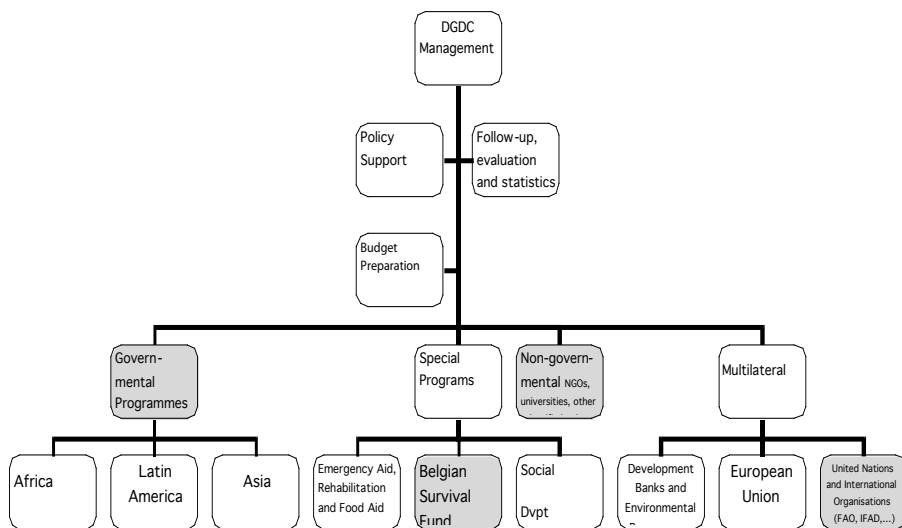 DGDC
Management
Policy
Support
Follow-up,
evaluation
and statistics
Budget
Preparation
Govern-
mental
Programmes
Special
Programs
Non-govern-
mental NGOs,
universities, other
Multilateral
Africa
Latin
America
Asia
Emergency Aid,
Rehabilitation
and Food Aid
Belgian
Survival
Fund
Social
Dvpt
Development
Banks and
Environmental
European
Union
United Nations
and International
Organisations
(FAO, IFAD,...)